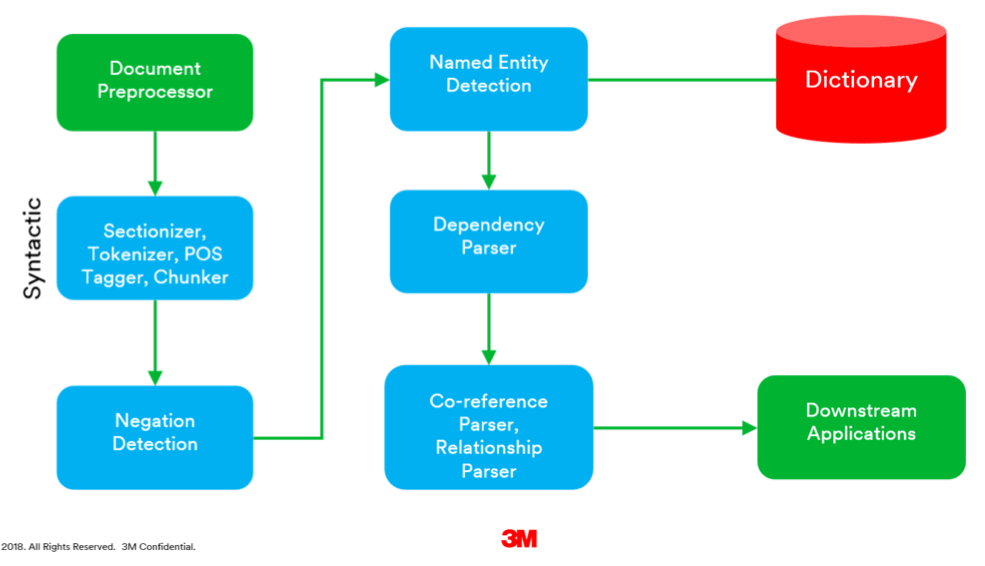 Document
Preprocessor
Syntactic
Sectionizer,
Tokenizer, POS
Tagger, Chunker
Negation
Detection
Named Entity
Detection
Dictionary
Dependency
Parser
Co-reference
Parser,
Relationship
Parser
Downstream
Applications
2018. All Rights Reserved. 3M Confidential.
3M